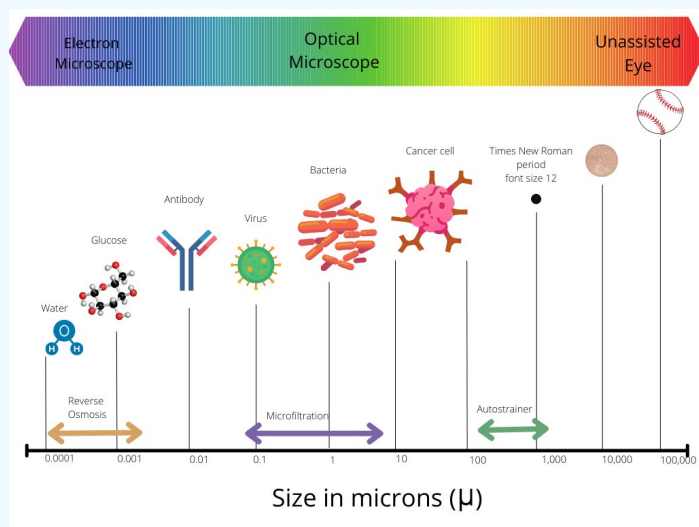 Electron
Microscope
Optical
Microscope
Unassisted
Eye
Cancer cell
Times New Roman
period
font size 12
Bacteria
Antibody
Virus
Glucose
Water
O
H H
Reverse
Osmosis
Microfiltration
Autostrainer
0.0001 0.001 0.01 0.1 1 10 100 1,000 10,000 100,000
Size in microns (μ)